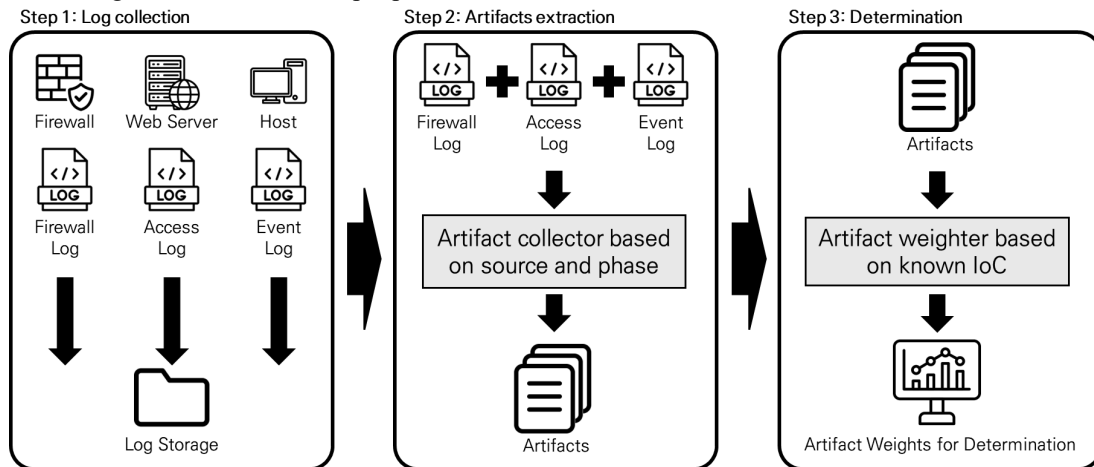 Step 1: Log collection
Firewall
Web Server
Host
</>
LOG
</>
LOG
</>
LOG
Firewall
Log
Access
Log
Event
Log
Log Storage
Step 2: Artifacts extraction
</>
LOG
</>
LOG
</>
LOG
Firewall
Log
Access
Log
Event
Log
Artifact collector based
on source and phase
Artifacts
Step 3: Determination
Artifacts
Artifact weighter based
on known IoC
Artifact Weights for Determination